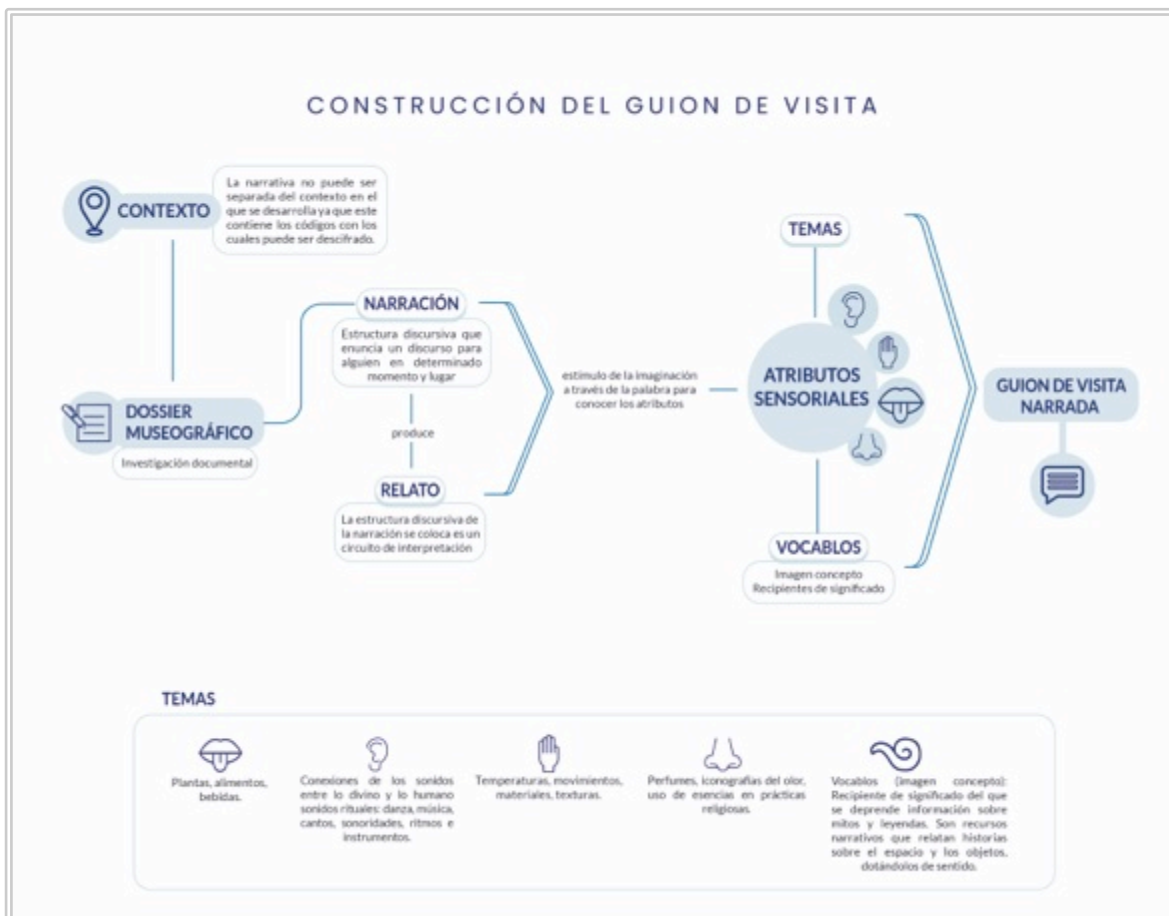 CONSTRUCCIÓN DEL GUION DE VISITA
CONTEXTO
La narrativa no puede ser
separada del contexto en el
que se desarrolla ya que este
contiene los códigos con los
cuales puede ser descifrado.
DOSSIER
MUSEOGRÁFICO
Investigación documental
NARRACIÓN
Estructura discursiva que
enuncia un discurso para
alguien en determinado
momento y lugar
produce
RELATO
La estructura discursiva de
la narración se coloca es un
circuito de interpretación
estímulo de la imaginación
a través de la palabra para
conocer los atributos
TEMAS
ATRIBUTOS
SENSORIALES
VOCABLOS
Imagen concepto
Recipientes de significado
GUION DE VISITA
NARRADA
TEMAS
Plantas, alimentos,
bebidas.
Conexiones de los sonidos
entre lo divino y lo humano
sonidos rituales: danza, música,
cantos, sonoridades, ritmos e
instrumentos.
Temperaturas, movimientos,
materiales, texturas.
Perfumes, iconografías del olor,
uso de esencias en prácticas
religiosas.
Vocablos (imagen concepto):
Recipiente de significado del que
se deprende información sobre
mitos y leyendas. Son recursos
narrativos que relatan historias
sobre el espacio y los objetos,
dotándolos de sentido.